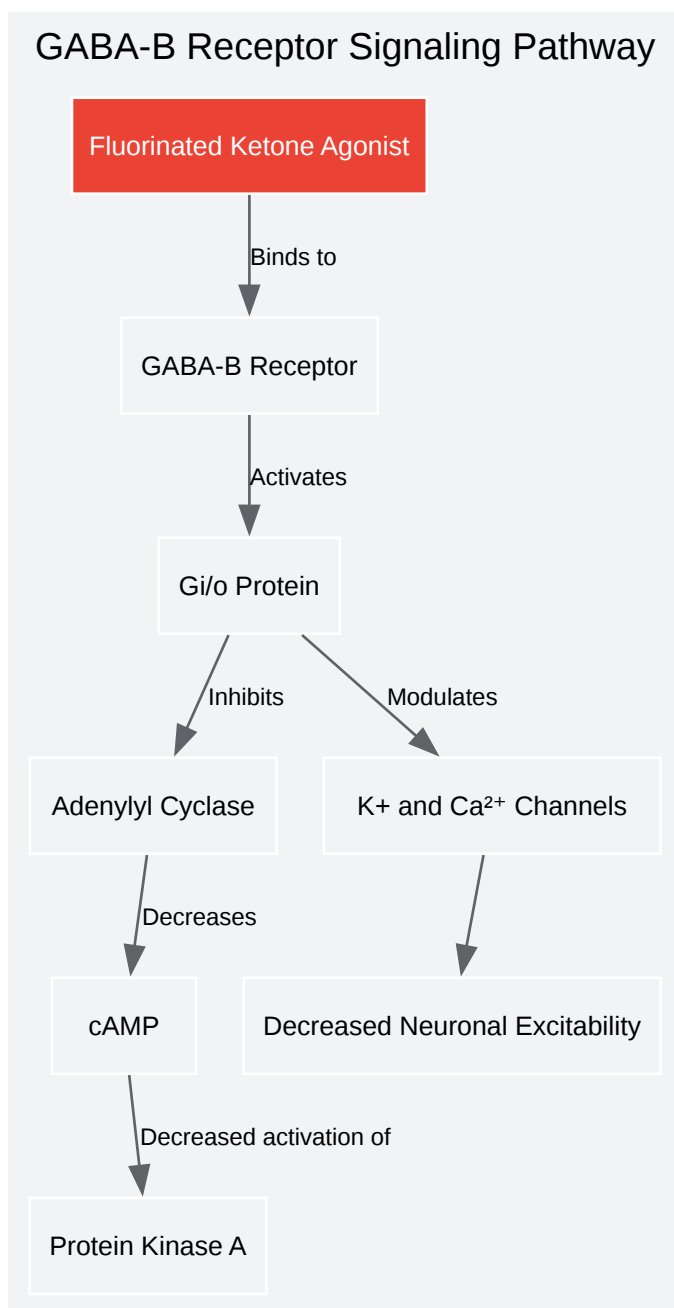 GABA-B Receptor Signaling Pathway
Fluorinated Ketone Agonist
Binds to
GABA-B Receptor
Activates
Gi/o Protein
Inhibits
Modulates
Adenylyl Cyclase
K+ and Ca²⁺ Channels
Decreases
cAMP
Decreased Neuronal Excitability
Decreased activation of
Protein Kinase A